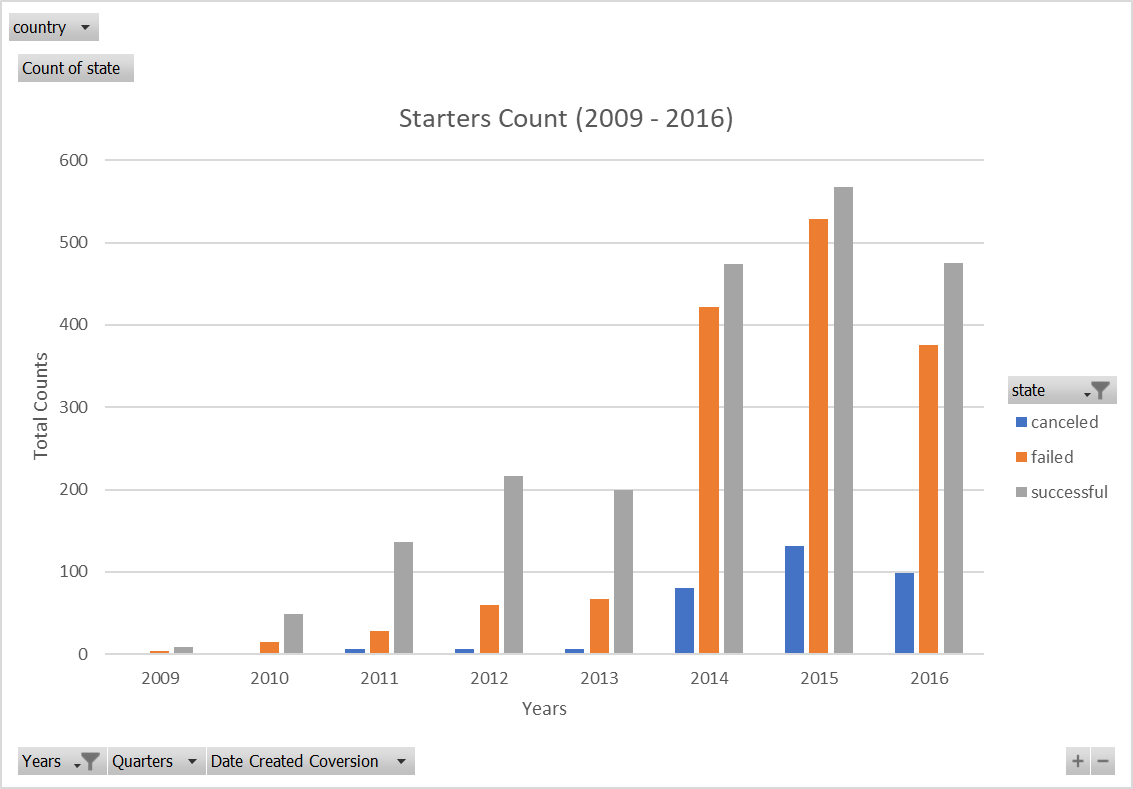 country
Count of state
Starters Count (2009 - 2016)
600
500
400
300
200
100
0
Total Counts
2009 2010 2011 2012 2013 2014 2015 2016
Years
state
canceled
failed
successful
Years Quarters Date Created Coversion
+ −